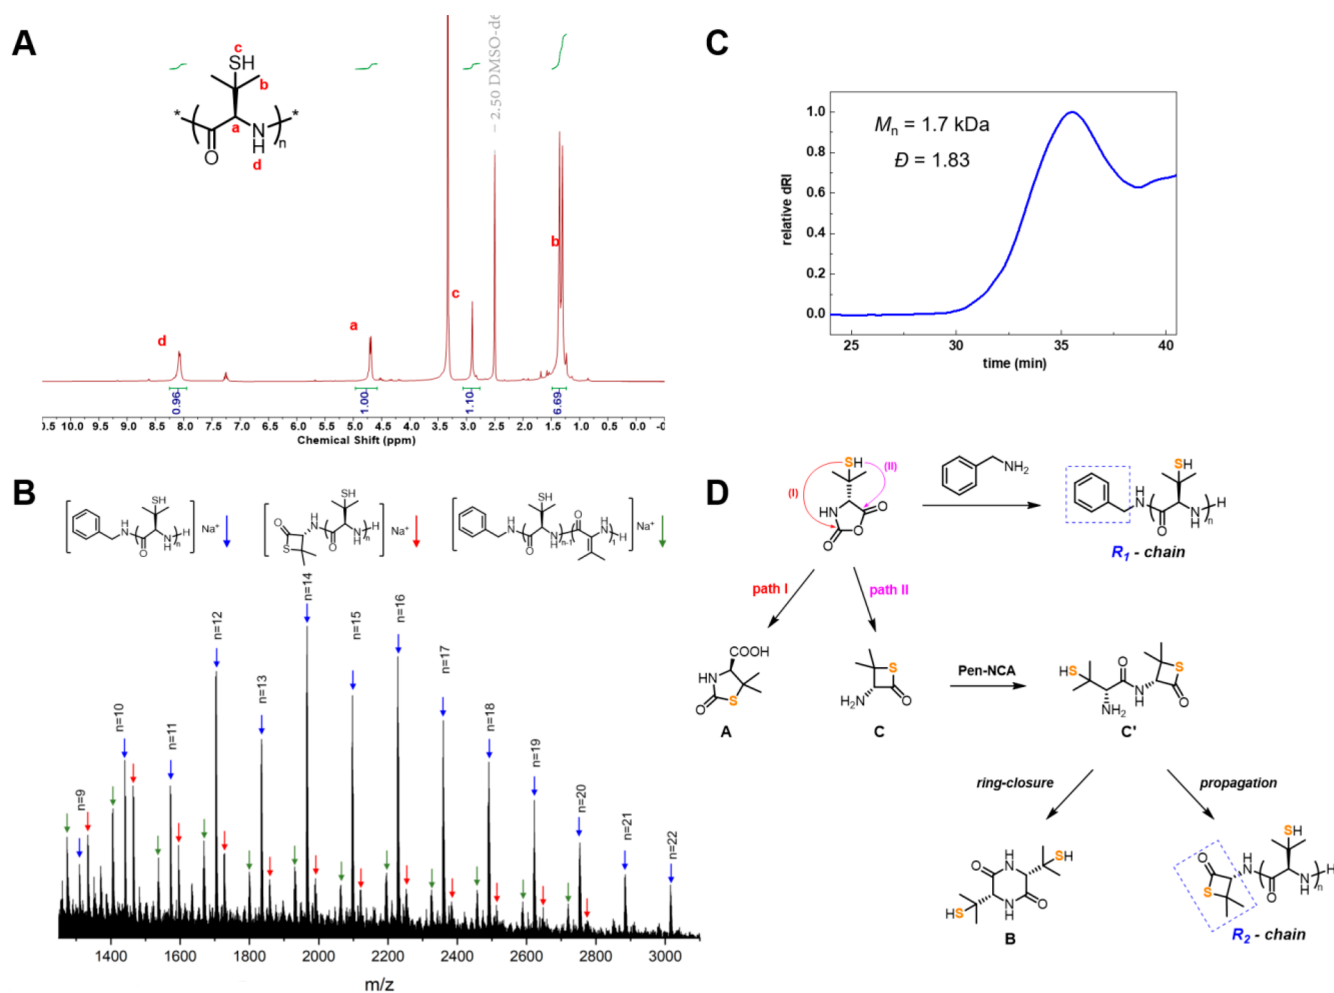 A
c
SH
b
*
*
a
O
N
H
n
d
2.50 DMSO-d6
b
c
a
d
0.96
1.00
1.10
6.69
10.5 10.0 9.5 9.0 8.5 8.0 7.5 7.0 6.5 6.0 5.5 5.0 4.5 4.0 3.5 3.0 2.5 2.0 1.5 1.0 0.5 0.0 -0
Chemical Shift (ppm)
C
Mn = 1.7 kDa
Đ = 1.83
relative dRI
1.0
0.8
0.6
0.4
0.2
0.0
25 30 35 40
time (min)
B
SH
H
N
O
N
H
n
H
Na+
O
S
H
N
SH
O
N
H
n
H
Na+
H
N
SH
O
N
H
n-1
O
H
N
1
H
Na+
n=9
n=10
n=11
n=12
n=13
n=14
n=15
n=16
n=17
n=18
n=19
n=20
n=21
n=22
1400 1600 1800 2000 2200 2400 2600 2800 3000
m/z
D
SH
(I)
(II)
HN
O
O
O
NH2
SH
H
N
O
N
H
n
H
R1 - chain
path I
path II
COOH
HN
O
S
A
S
H2N
O
C
Pen-NCA
HS
O
NH2
N
H
S
O
C'
ring-closure
propagation
SH
H
N
O
N
H
O
HS
B
O
S
H
N
SH
O
N
H
n
H
R2 - chain